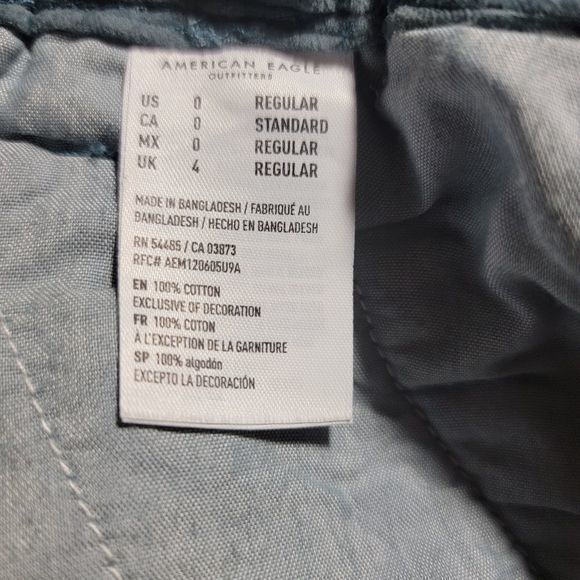 AMERICAN EAGLE
OUTFITTERS
US 0 REGULAR
CA 0 STANDARD
MX 0 REGULAR
UK 4 REGULAR
MADE IN BANGLADESH / FABRIQUÉ AU
BANGLADESH / HECHO EN BANGLADESH
RN 54485 / CA 03873
RFC# AEM120605U9A
EN 100% COTTON
EXCLUSIVE OF DECORATION
FR 100% COTON
À L'EXCEPTION DE LA GARNITURE
SP 100% algodón
EXCEPTO LA DECORACIÓN